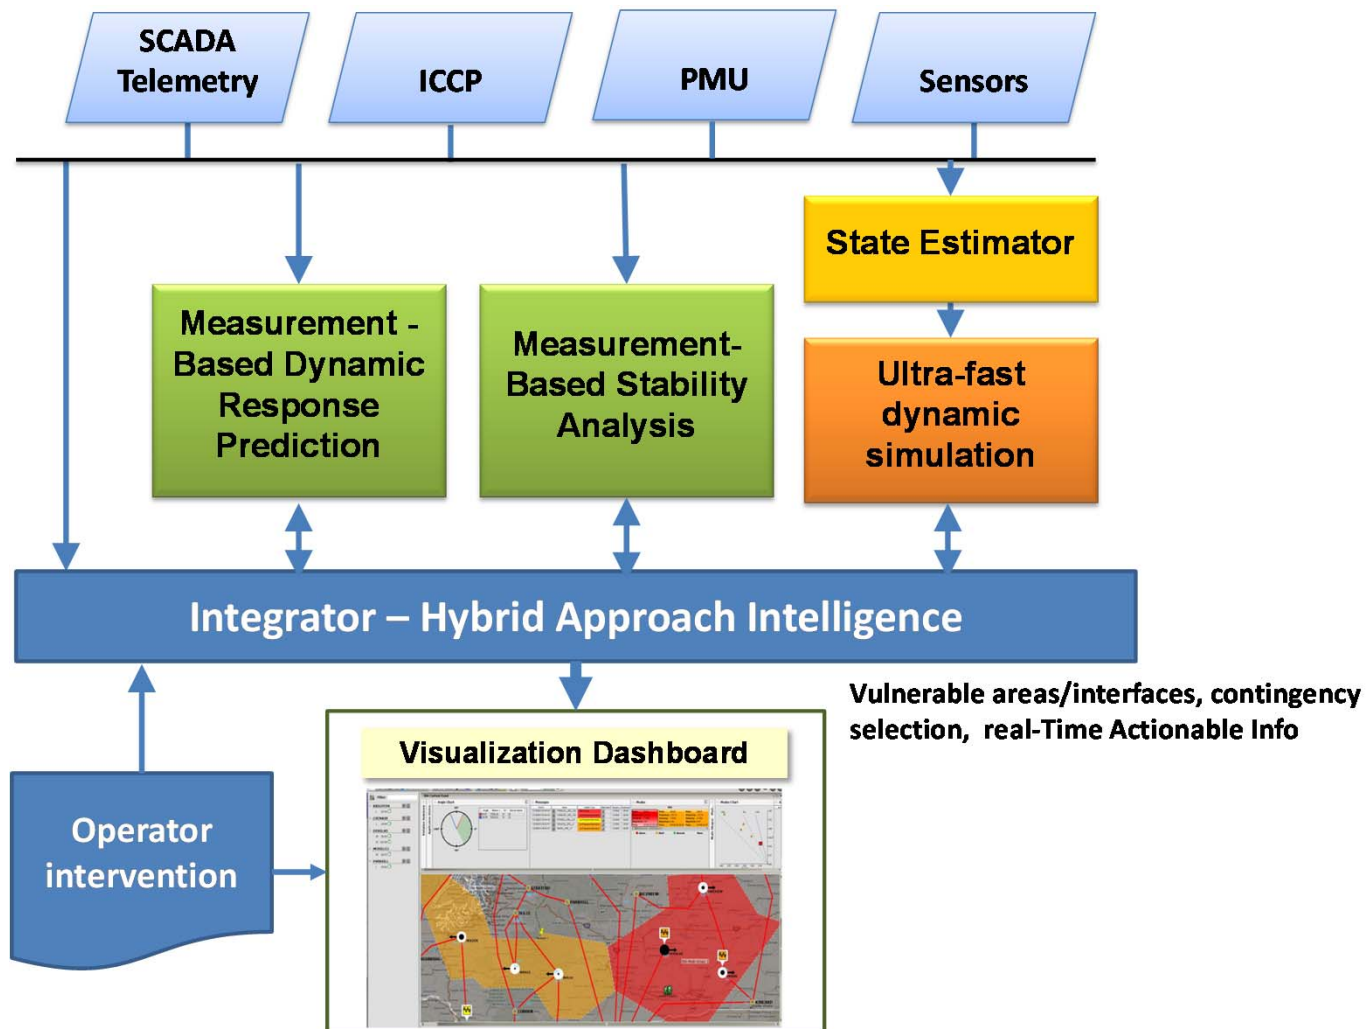 SCADA
Telemetry
ICCP
PMU
Sensors
State Estimator
Measurement -
Based Dynamic
Response
Prediction
Measurement-
Based Stability
Analysis
Ultra-fast
dynamic
simulation
Integrator – Hybrid Approach Intelligence
Vulnerable areas/interfaces, contingency
selection,  real-Time Actionable Info
Operator
intervention
Visualization Dashboard